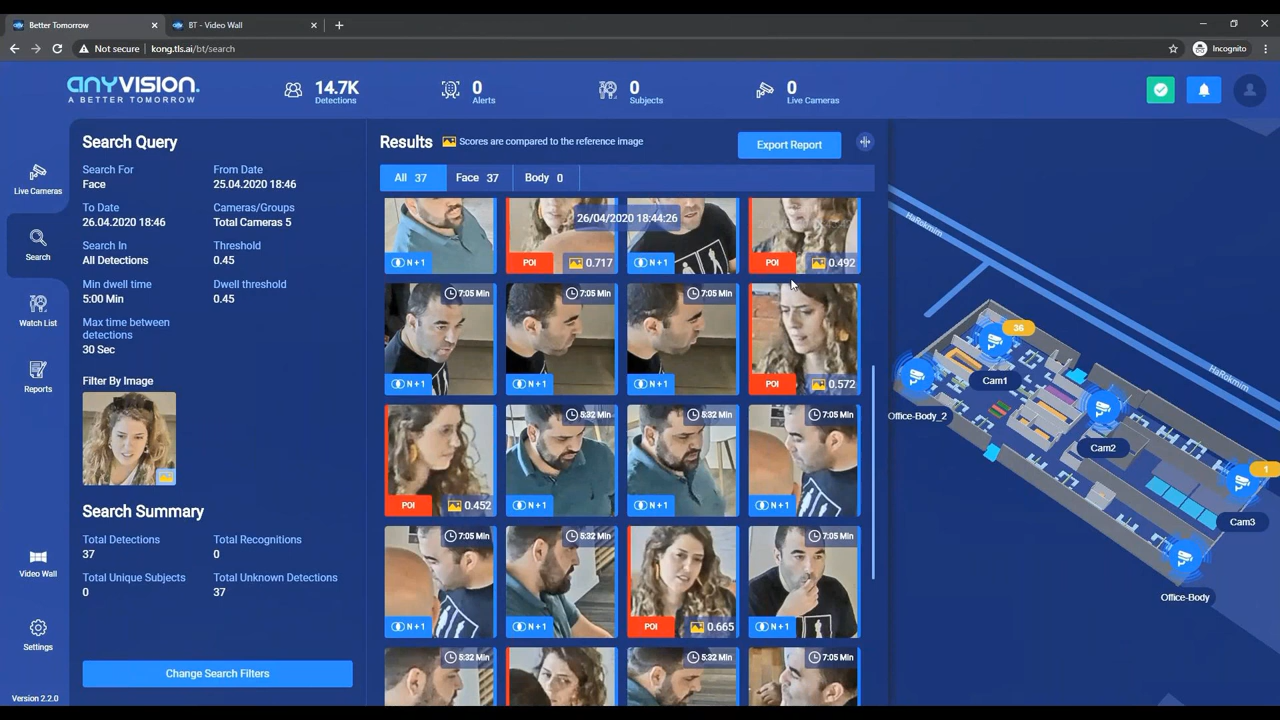 Better Tomorrow
BT - Video Wall
Not secure
kong.tls.ai/bt/search
Incognito
anyvision.
A BETTER TOMORROW
14.7K
Detections
0
Alerts
0
Subjects
0
Live Cameras
Live Cameras
Search
Watch List
Reports
Video Wall
Settings
Version 2.2.0
Search Query
Search For
Face
From Date
25.04.2020 18:46
To Date
26.04.2020 18:46
Cameras/Groups
Total Cameras 5
Search In
All Detections
Threshold
0.45
Min dwell time
5:00 Min
Dwell threshold
0.45
Max time between
detections
30 Sec
Filter By Image
Search Summary
Total Detections
37
Total Recognitions
0
Total Unique Subjects
0
Total Unknown Detections
37
Change Search Filters
Results
Scores are compared to the reference image
Export Report
All 37
Face 37
Body 0
26/04/2020 18:44:26
N + 1
POI
0.717
N + 1
POI
0.492
7:05 Min
N + 1
7:05 Min
N + 1
7:05 Min
N + 1
POI
0.572
POI
0.452
5:32 Min
N + 1
5:32 Min
N + 1
7:05 Min
N + 1
7:05 Min
N + 1
5:32 Min
N + 1
POI
0.665
7:05 Min
N + 1
5:32 Min
5:32 Min
7:05 Min
HaRokmim
HaRokmim
36
Cam1
Office-Body_2
Cam2
1
Cam3
Office-Body